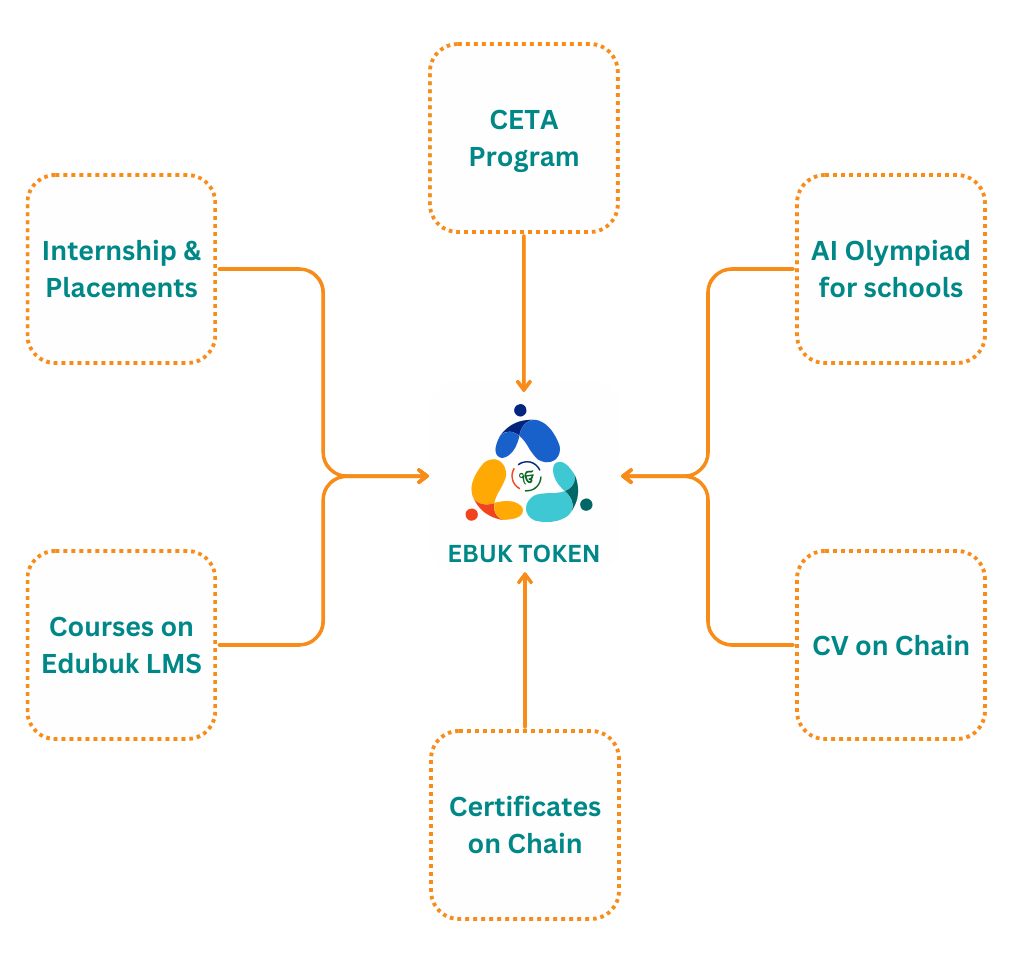 CETA
Program
Internship &
Placements
AI Olympiad
for schools
ੴ
EBUK TOKEN
Courses on
Edubuk LMS
CV on Chain
Certificates
on Chain